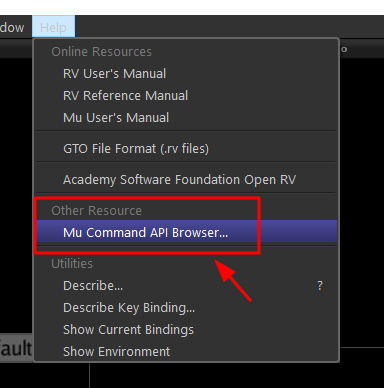 dow Help
Online Resources
RV User's Manual
RV Reference Manual
Mu User's Manual
GTO File Format (.rv files)
Academy Software Foundation Open RV
Other Resource
Mu Command API Browser...
Utilities
Describe... ?
Describe Key Binding...
Show Current Bindings
fault
Show Environment